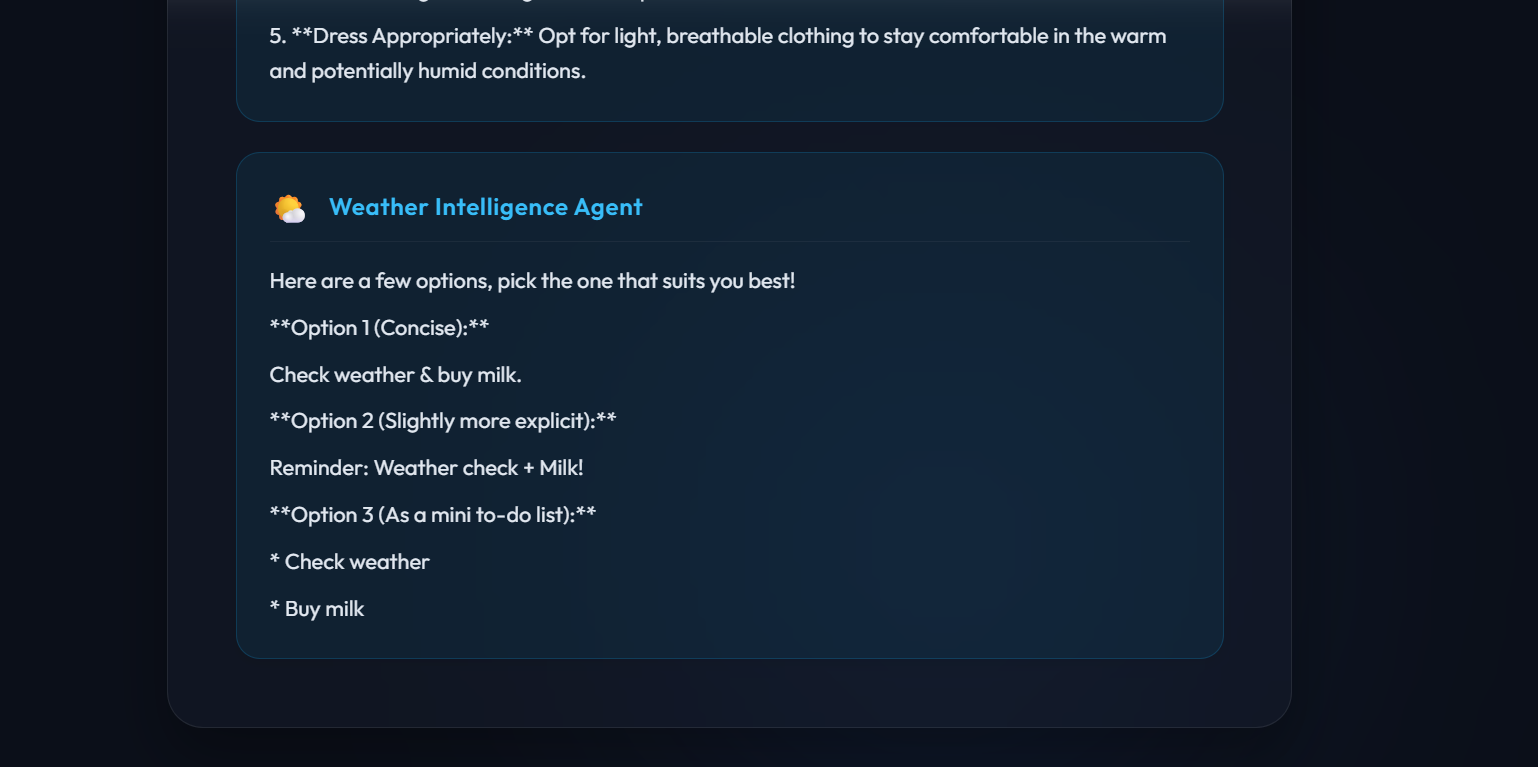 5. **Dress Appropriately:** Opt for light, breathable clothing to stay comfortable in the warm
and potentially humid conditions.
Weather Intelligence Agent
Here are a few options, pick the one that suits you best!
**Option 1 (Concise):**
Check weather & buy milk.
**Option 2 (Slightly more explicit):**
Reminder: Weather check + Milk!
**Option 3 (As a mini to-do list):**
* Check weather
* Buy milk